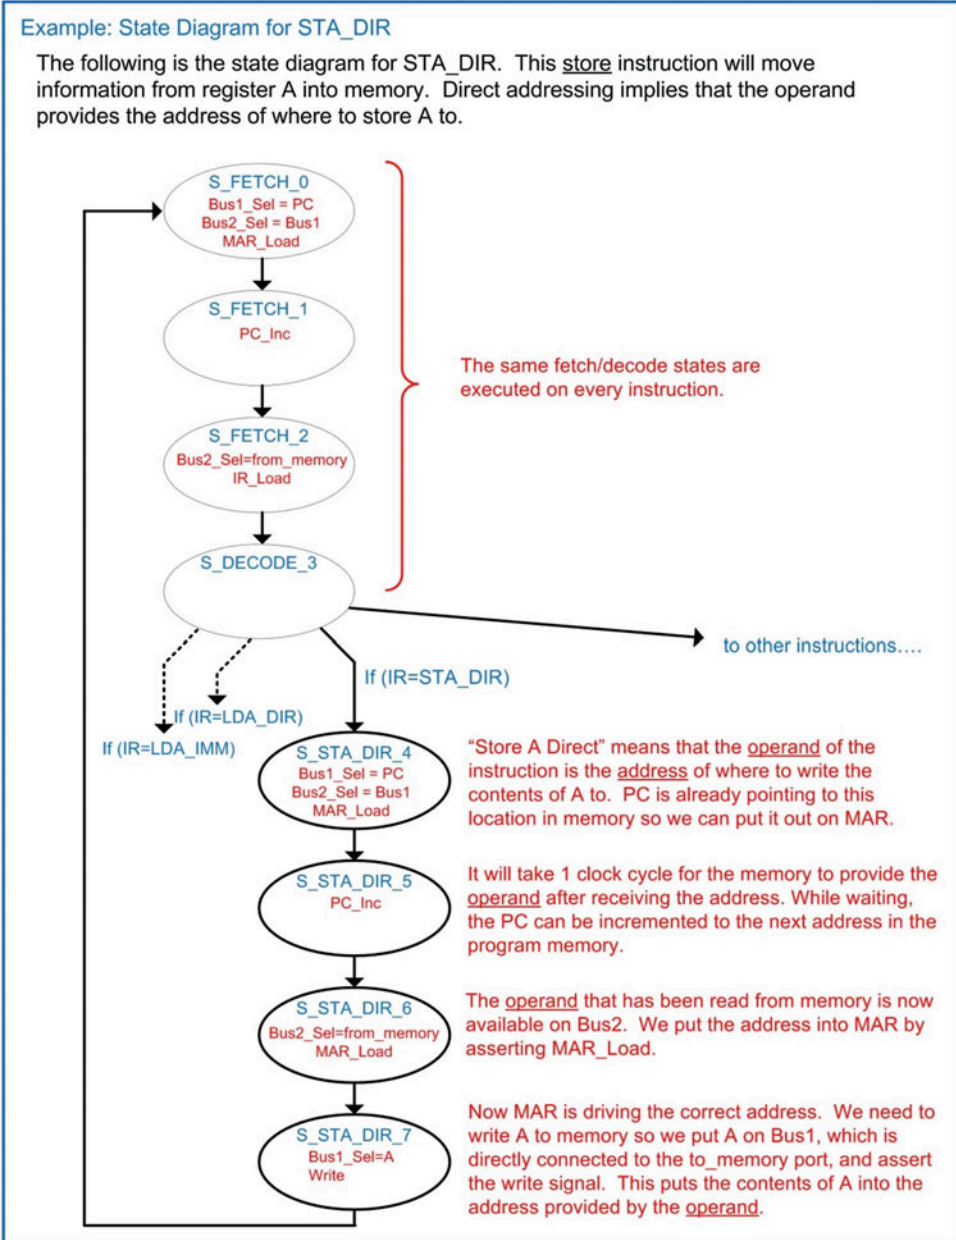 Example: State Diagram for STA_DIR
The following is the state diagram for STA_DIR. This store instruction will move
information from register A into memory. Direct addressing implies that the operand
provides the address of where to store A to.
S_FETCH_0
Bus1_Sel = PC
Bus2_Sel = Bus1
MAR_Load
S_FETCH_1
PC_Inc
The same fetch/decode states are
executed on every instruction.
S_FETCH_2
Bus2_Sel=from_memory
IR_Load
S_DECODE_3
to other instructions....
If (IR=STA_DIR)
If (IR=LDA_DIR)
If (IR=LDA_IMM)
S_STA_DIR_4
Bus1_Sel = PC
Bus2_Sel = Bus1
MAR_Load
“Store A Direct” means that the operand of the
instruction is the address of where to write the
contents of A to. PC is already pointing to this
location in memory so we can put it out on MAR.
S_STA_DIR_5
PC_Inc
It will take 1 clock cycle for the memory to provide the
operand after receiving the address. While waiting,
the PC can be incremented to the next address in the
program memory.
S_STA_DIR_6
Bus2_Sel=from_memory
MAR_Load
The operand that has been read from memory is now
available on Bus2. We put the address into MAR by
asserting MAR_Load.
S_STA_DIR_7
Bus1_Sel=A
Write
Now MAR is driving the correct address. We need to
write A to memory so we put A on Bus1, which is
directly connected to the to_memory port, and assert
the write signal. This puts the contents of A into the
address provided by the operand.